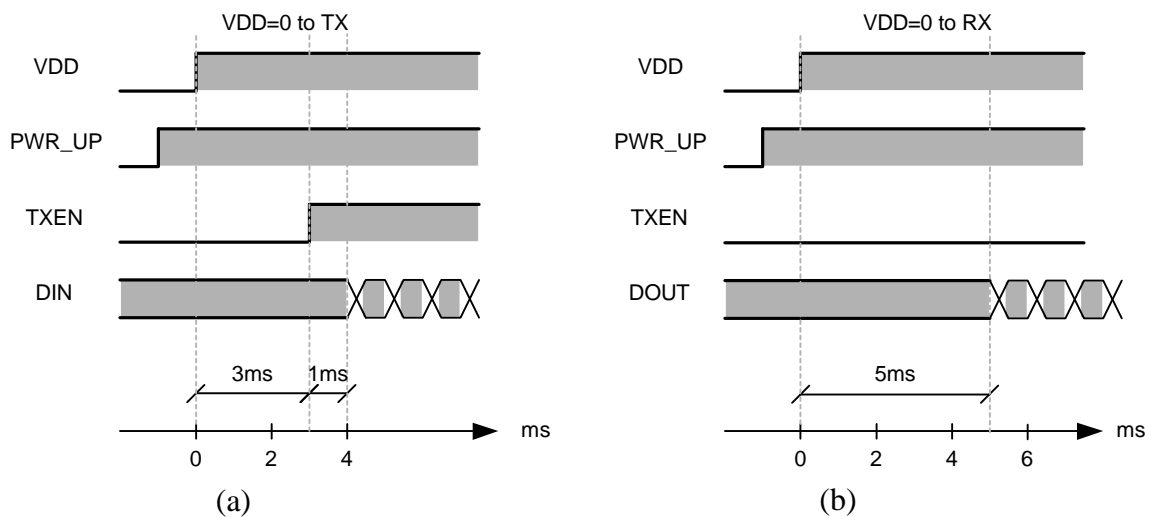 VDD=0 to TX
VDD
PWR_UP
TXEN
DIN
3ms
1ms
0
2
4
ms
(a)
VDD=0 to RX
VDD
PWR_UP
TXEN
DOUT
5ms
0
2
4
6
ms
(b)